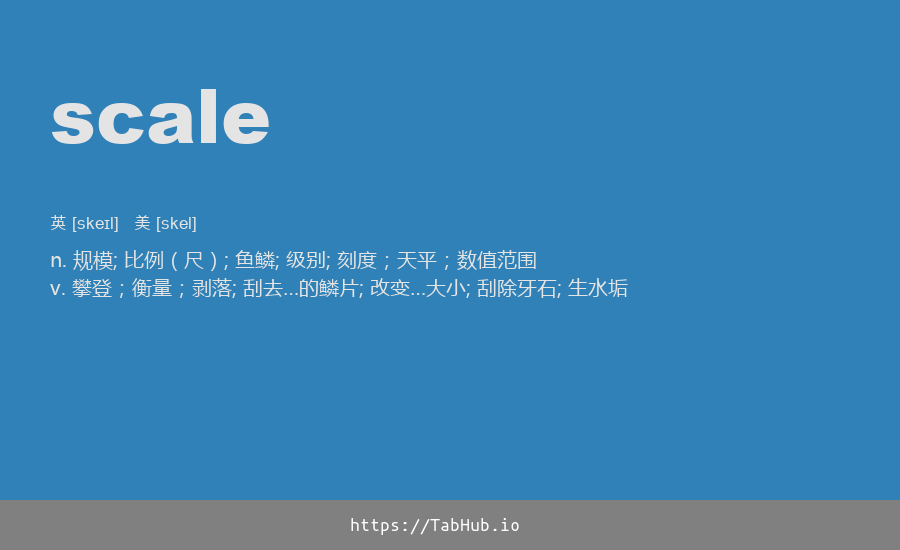 scale
英 [skeɪl] 美 [skel]
n. 规模; 比例（尺）; 鱼鳞; 级别; 刻度；天平；数值范围
v. 攀登；衡量；剥落; 刮去...的鳞片; 改变...大小; 刮除牙石; 生水垢
https://TabHub.io